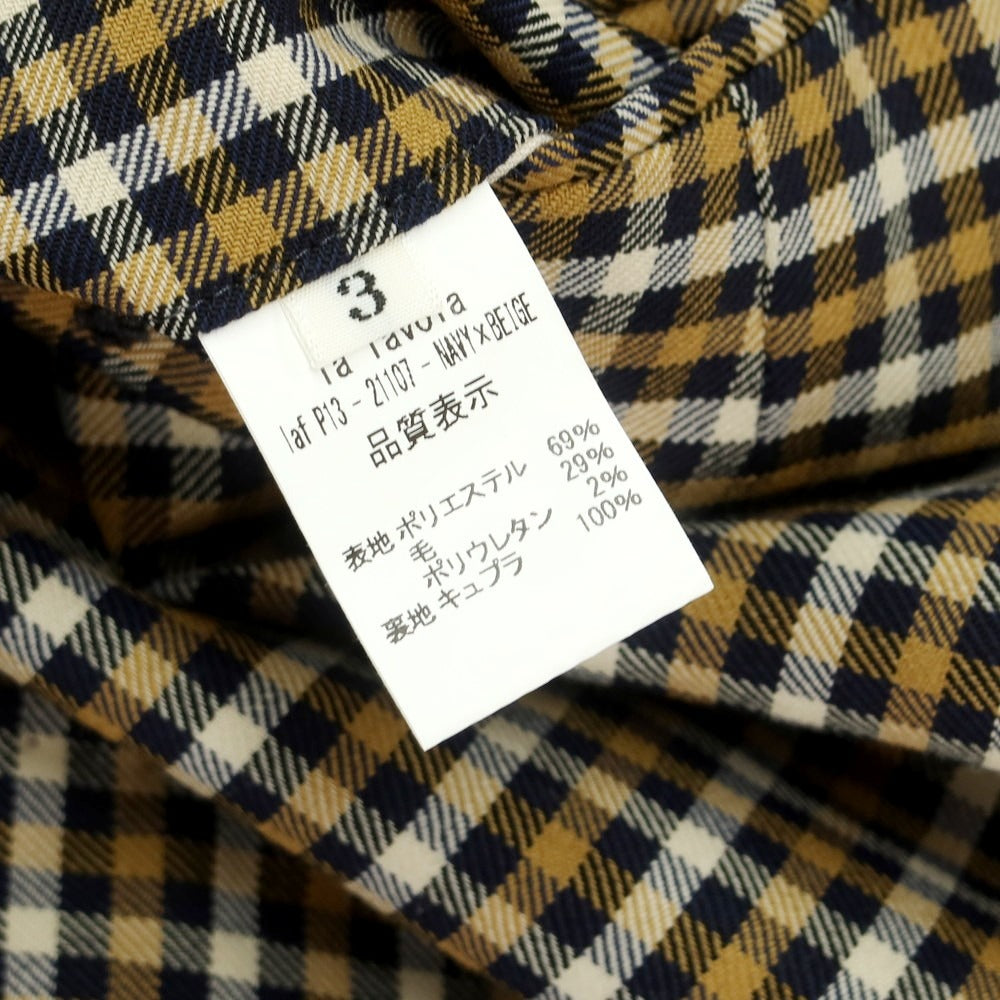 3
la favola
laf P13 - 21107 - NAVY×BEIGE
品質表示
表地 ポリエステル 69%
毛 29%
ポリウレタン 2%
裏地 キュプラ 100%